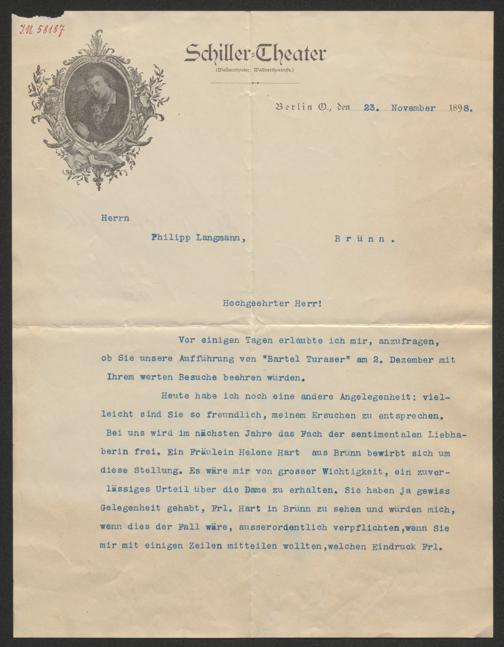 I.N. 58187
Schiller-Theater
(Wallnertheater, Wallnertheaterstr.)
Berlin O., den 23. November 1898.
Herrn
Philipp Langmann, Brünn.
Hochgeehrter Herr!
Vor einigen Tagen erlaubte ich mir, anzufragen,
ob Sie unsere Aufführung von "Bartel Turaser" am 2. Dezember mit
Ihrem werten Besuche beehren würden.
Heute habe ich noch eine andere Angelegenheit: viel-
leicht sind Sie so freundlich, meinem Ersuchen zu entsprechen.
Bei uns wird im nächsten Jahre das Fach der sentimentalen Liebha-
berin frei. Ein Fräulein Helene Hart aus Brünn bewirbt sich um
diese Stellung. Es wäre mir von grosser Wichtigkeit, ein zuver-
lässiges Urteil über die Dame zu erhalten. Sie haben ja gewiss
Gelegenheit gehabt, Frl. Hart in Brünn zu sehen und würden mich,
wenn dies der Fall wäre, ausserordentlich verpflichten,wenn Sie
mir mit einigen Zeilen mitteilen wollten,welchen Eindruck Frl.